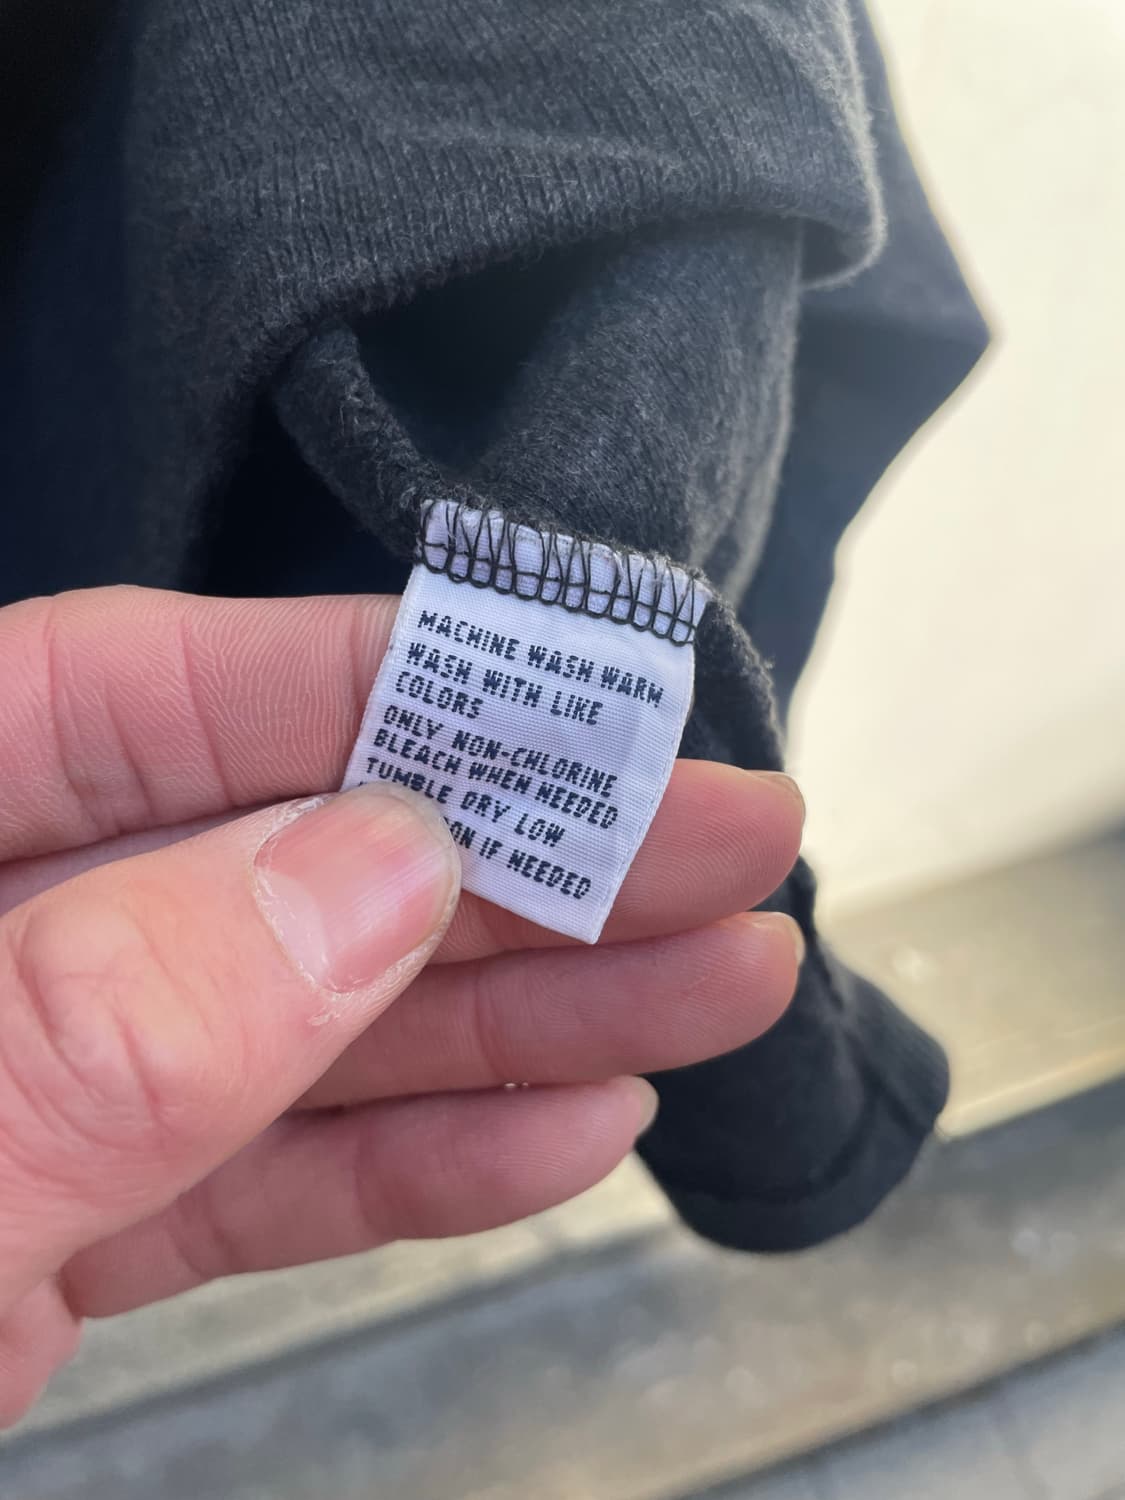 MACHINE WASH WARM
WASH WITH LIKE
COLORS
ONLY NON-CHLORINE
BLEACH WHEN NEEDED
TUMBLE DRY LOW
IF NEEDED